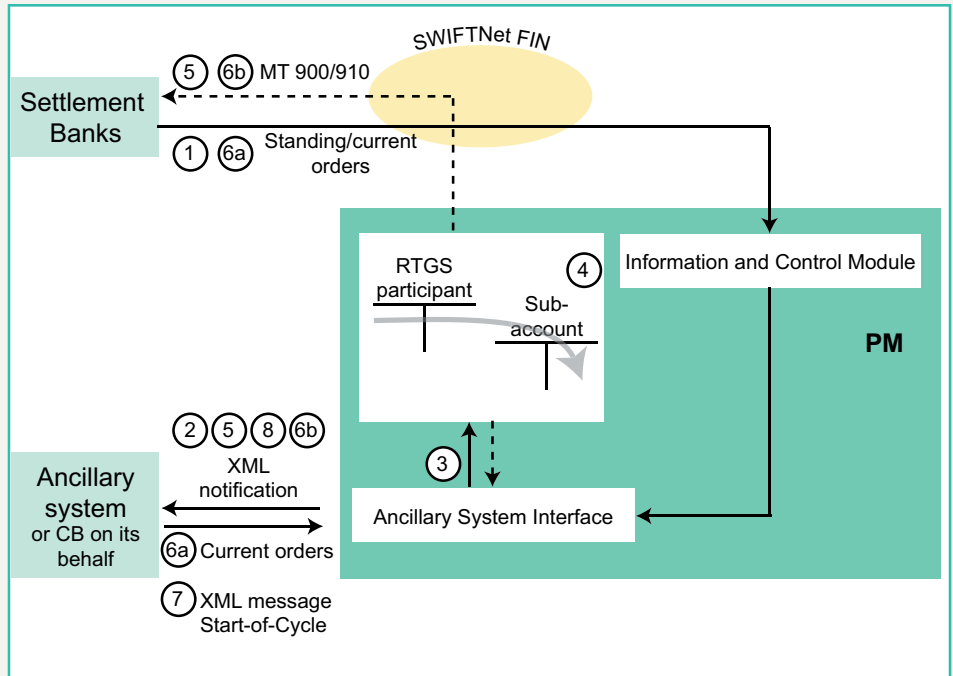 SWIFTNet FIN
5 6b MT 900/910
Settlement
Banks
1 6a Standing/current
orders
RTGS
participant
4
Sub-
account
Information and Control Module
PM
2 5 8 6b
XML
notification
3
Ancillary
system
or CB on its
behalf
Ancillary System Interface
6a Current orders
7 XML message
Start-of-Cycle